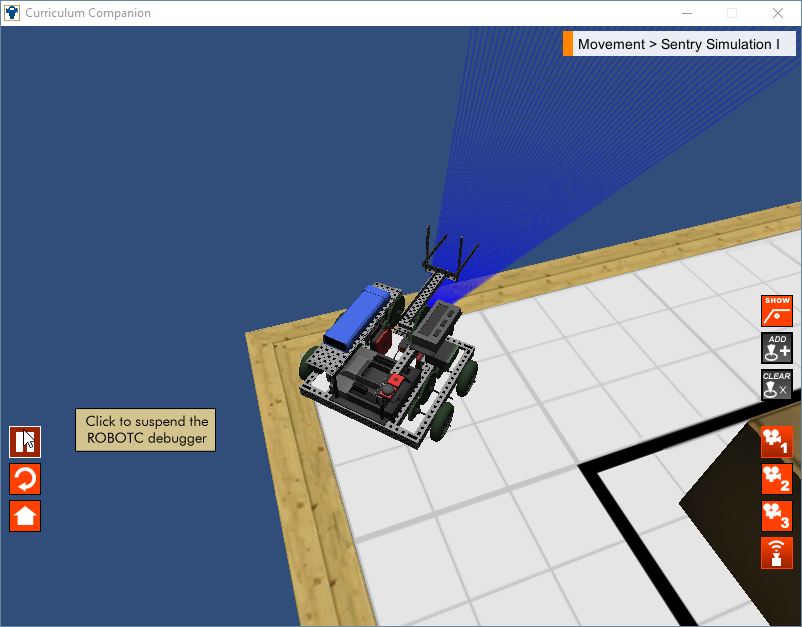 Curriculum Companion
Movement > Sentry Simulation I
SHOW
ADD
CLEAR
X
Click to suspend the
ROBOTC debugger
1
2
3